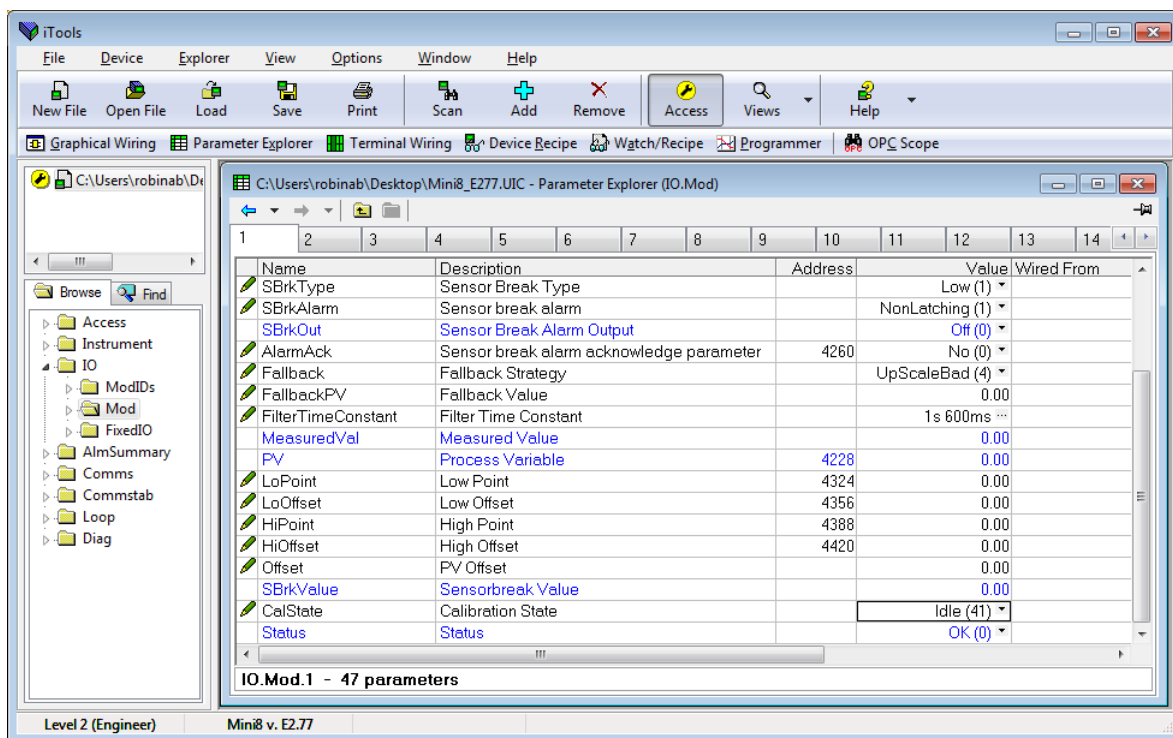 iTools
File Device Explorer View Options Window Help
New File Open File Load Save Print Scan Add Remove Access Views Help
Graphical Wiring Parameter Explorer Terminal Wiring Device Recipe Watch/Recipe Programmer OPC Scope
C:\Users\robinab\De
Browse Find
Access
Instrument
IO
ModIDs
Mod
FixedIO
AlmSummary
Comms
Commstab
Loop
Diag
C:\Users\robinab\Desktop\Mini8_E277.UIC - Parameter Explorer (IO.Mod)
1 2 3 4 5 6 7 8 9 10 11 12 13 14
Name Description Address Value Wired From
SBrkType Sensor Break Type Low (1)
SBrkAlarm Sensor break alarm NonLatching (1)
SBrkOut Sensor Break Alarm Output Off (0)
AlarmAck Sensor break alarm acknowledge parameter 4260 No (0)
Fallback Fallback Strategy UpScaleBad (4)
FallbackPV Fallback Value 0.00
FilterTimeConstant Filter Time Constant 1s 600ms ...
MeasuredVal Measured Value 0.00
PV Process Variable 4228 0.00
LoPoint Low Point 4324 0.00
LoOffset Low Offset 4356 0.00
HiPoint High Point 4388 0.00
HiOffset High Offset 4420 0.00
Offset PV Offset 0.00
SBrkValue Sensorbreak Value 0.00
CalState Calibration State Idle (41)
Status Status OK (0)
IO.Mod.1 - 47 parameters
Level 2 (Engineer) Mini8 v. E2.77